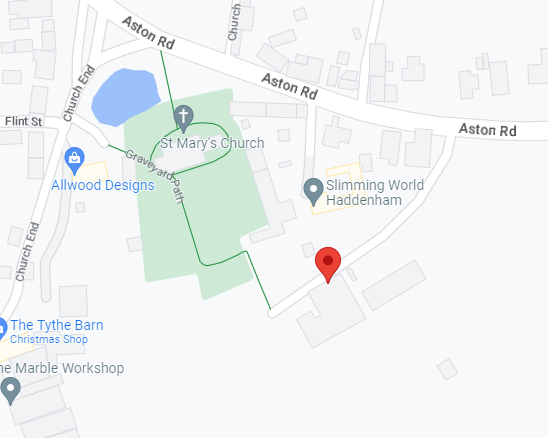 Aston Rd
Church
Church End
Aston Rd
Flint St
Aston Rd
St Mary's Church
Graveyard Path
Allwood Designs
Slimming World
Haddenham
Church End
The Tythe Barn
Christmas Shop
he Marble Workshop